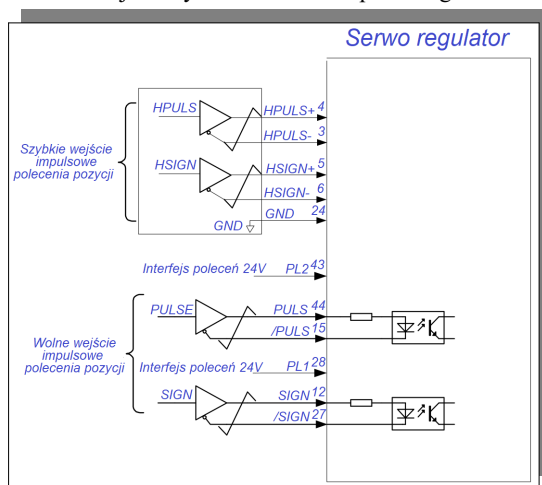 Serwo regulator
HPULS HPULS+ 4
HPULS- 3
Szybkie wejście
impulsowe
polecenia pozycji
HSIGN HSIGN+ 5
HSIGN- 6
GND 24
GND
Interfejs poleceń 24V PL2 43
PULSE PULS 44
/PULS 15
Wolne wejście
impulsowe
polecenia pozycji
Interfejs poleceń 24V PL1 28
SIGN SIGN 12
/SIGN 27